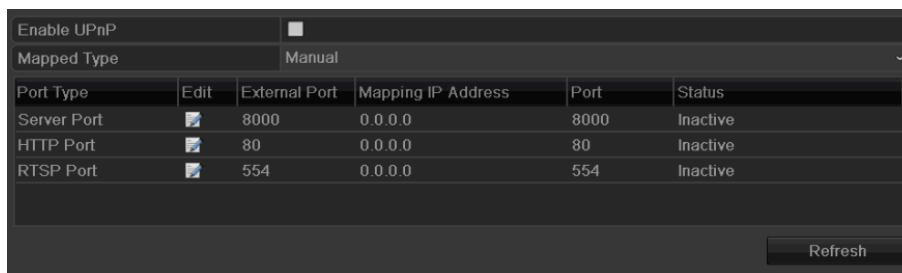 Enable UPnP
Mapped Type Manual
Port Type Edit External Port Mapping IP Address Port Status
Server Port 8000 0.0.0.0 8000 Inactive
HTTP Port 80 0.0.0.0 80 Inactive
RTSP Port 554 0.0.0.0 554 Inactive
Refresh